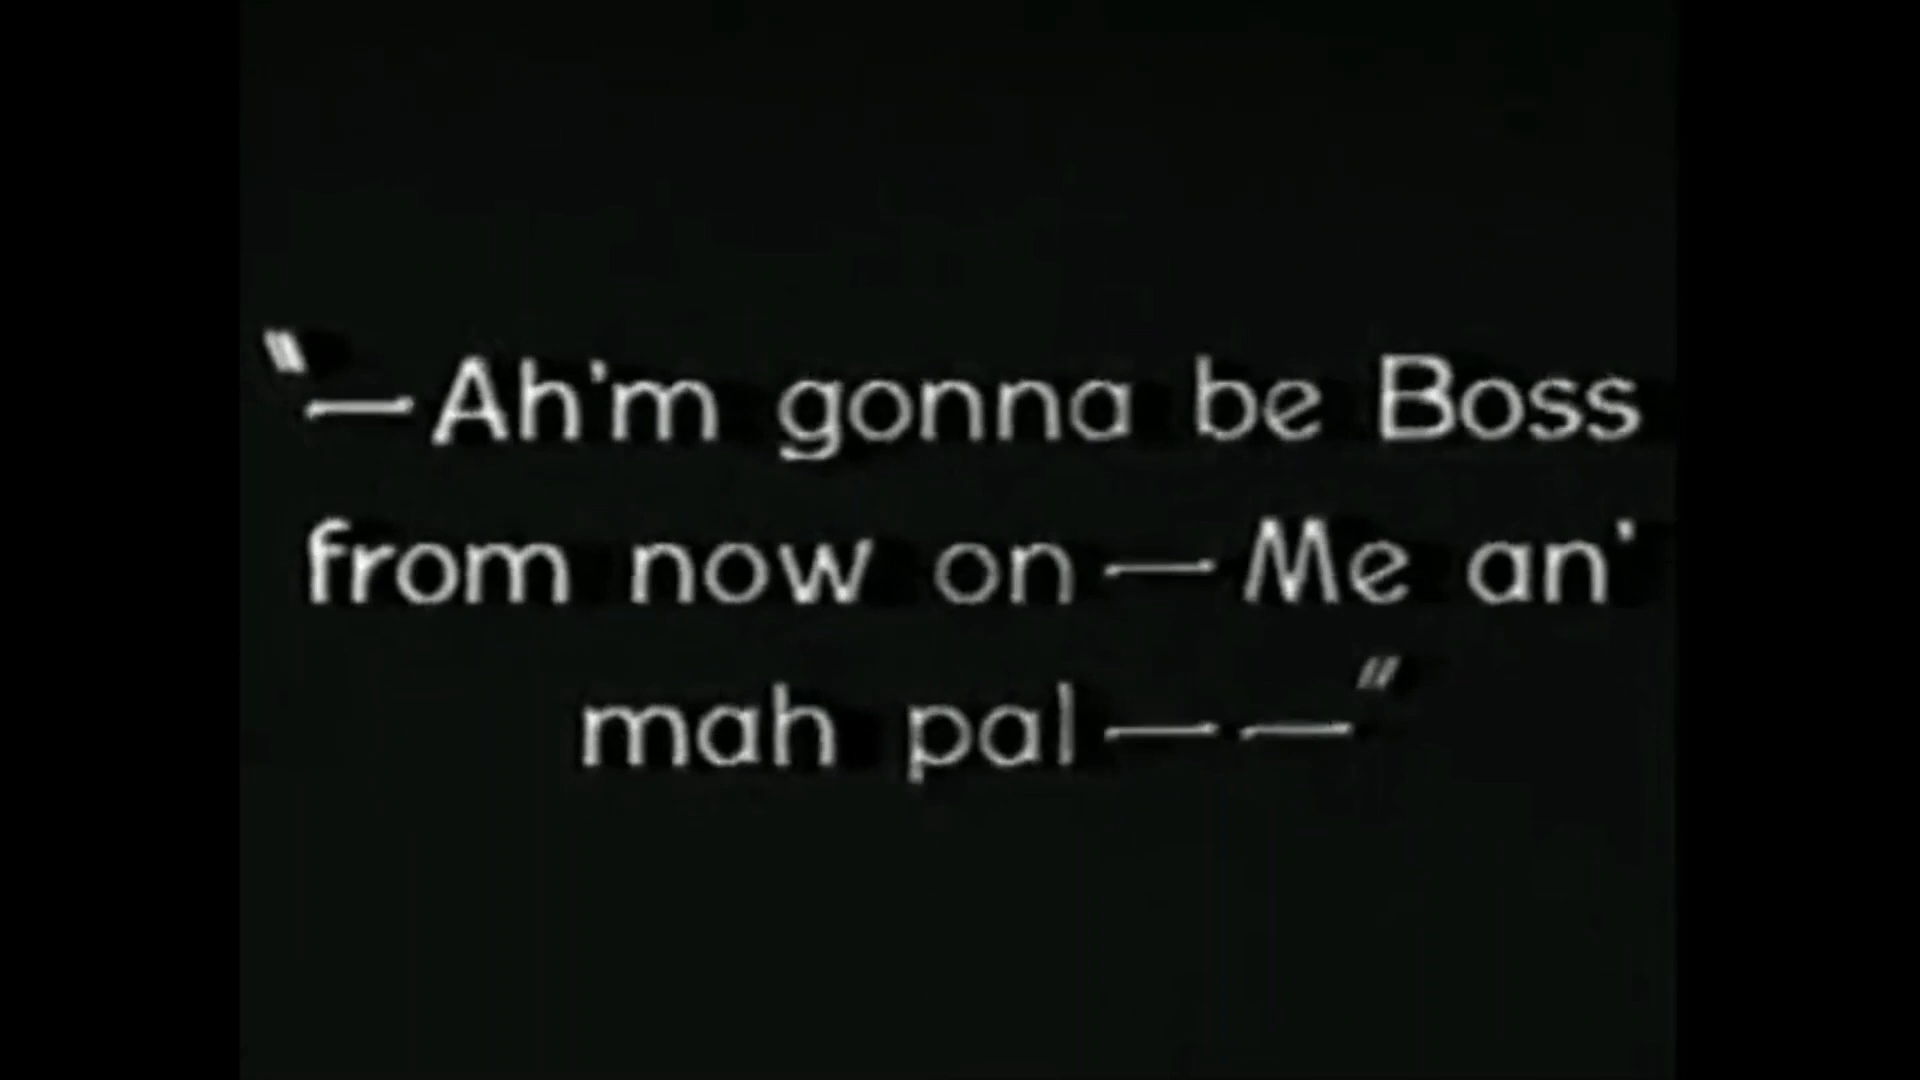 "—Ah'm gonna be Boss
from now on—Me an'
mah pal——"